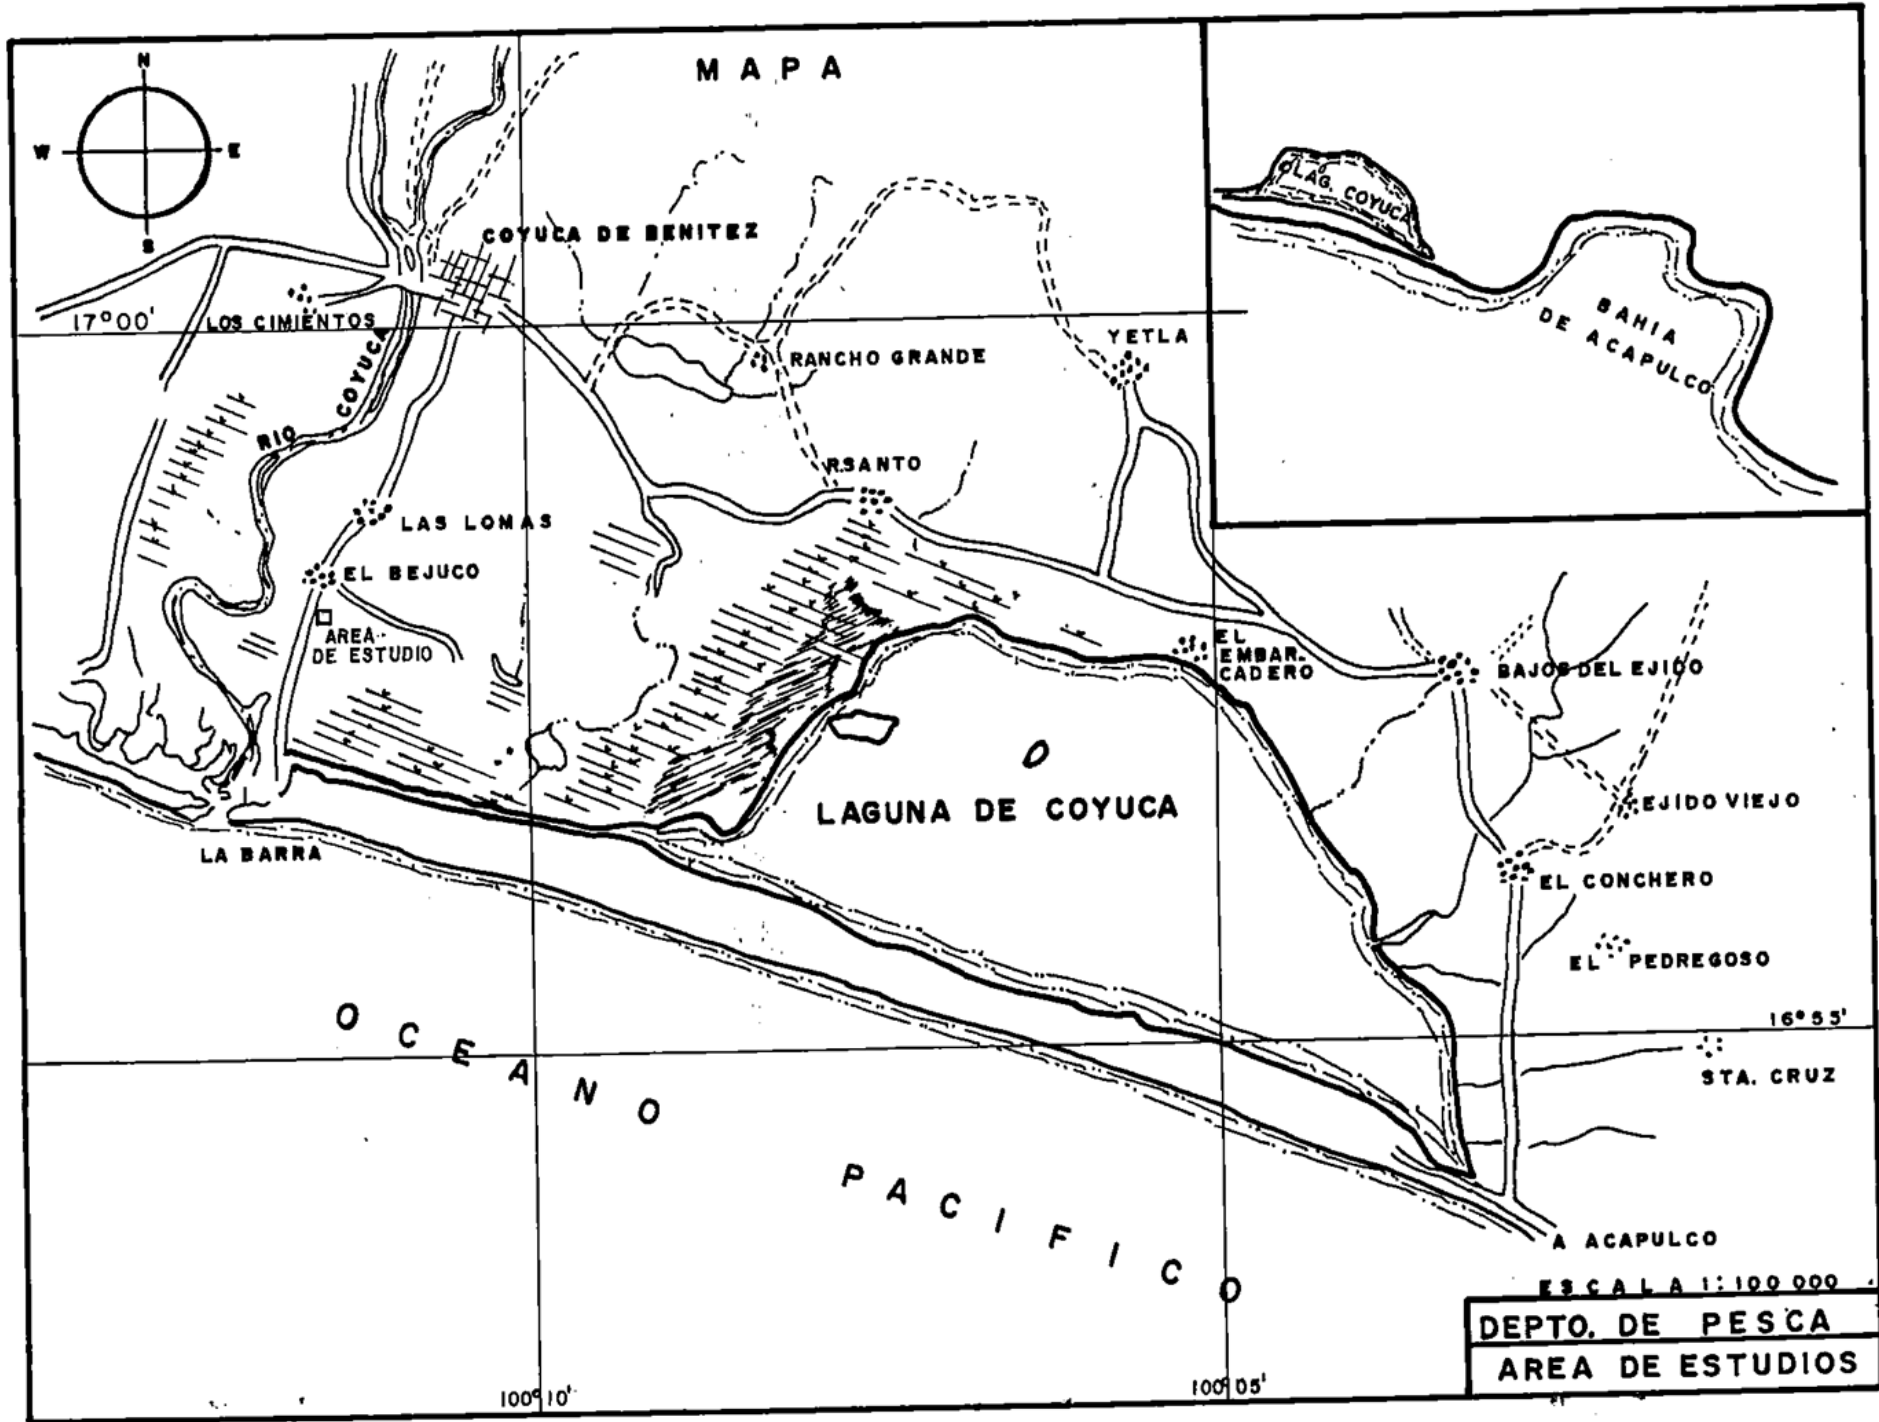 MAPA
N
W
E
S
COYUCA DE BENITEZ
LAG. COYUCA
BAHIA
DE ACAPULCO
17°00'
LOS CIMIENTOS
RIO COYUCA
RANCHO GRANDE
YETLA
R.SANTO
LAS LOMAS
EL BEJUCO
AREA
DE ESTUDIO
EL
EMBAR.
CADERO
BAJOS DEL EJIDO
LAGUNA DE COYUCA
EJIDO VIEJO
LA BARRA
EL CONCHERO
EL PEDREGOSO
16°55'
STA. CRUZ
OCEANO
PACIFICO
A ACAPULCO
ESCALA 1:100 000
DEPTO. DE PESCA
AREA DE ESTUDIOS
100°10'
100°05'